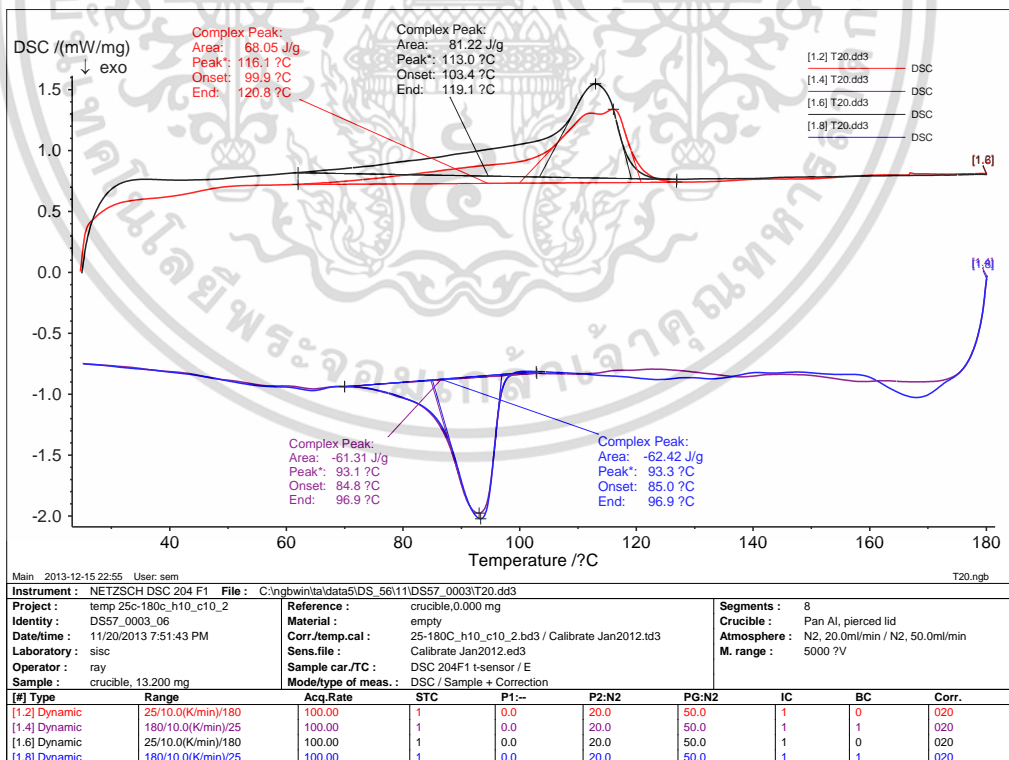 DSC /(mW/mg)
↓ exo
Complex Peak:
Area: 68.05 J/g
Peak*: 116.1 ?C
Onset: 99.9 ?C
End: 120.8 ?C
Complex Peak:
Area: 81.22 J/g
Peak*: 113.0 ?C
Onset: 103.4 ?C
End: 119.1 ?C
[1.2] T20.dd3
DSC
[1.4] T20.dd3
DSC
[1.6] T20.dd3
DSC
[1.8] T20.dd3
DSC
1.5
1.0
0.5
0.0
-0.5
-1.0
-1.5
-2.0
Complex Peak:
Area: -61.31 J/g
Peak*: 93.1 ?C
Onset: 84.8 ?C
End: 96.9 ?C
Complex Peak:
Area: -62.42 J/g
Peak*: 93.3 ?C
Onset: 85.0 ?C
End: 96.9 ?C
40 60 80 100 120 140 160 180
Temperature /?C
Main 2013-12-15 22:55 User: sem T20.ngb
Instrument : NETZSCH DSC 204 F1 File : C:\ngbwin\ta\data5\DS_56\11\DS57_0003\T20.dd3
Project : temp 25c-180c_h10_c10_2 Reference : crucible,0.000 mg Segments : 8
Identity : DS57_0003_06 Material : empty Crucible : Pan Al, pierced lid
Date/time : 11/20/2013 7:51:43 PM Corr./temp.cal : 25-180C_h10_c10_2.bd3 / Calibrate Jan2012.td3 Atmosphere : N2, 20.0ml/min / N2, 50.0ml/min
Laboratory : sisc Sens.file : Calibrate Jan2012.ed3 M. range : 5000 ?V
Operator : ray Sample car./TC : DSC 204F1 t-sensor / E
Sample : crucible, 13.200 mg Mode/type of meas. : DSC / Sample + Correction
[#] Type Range Acq.Rate STC P1:-- P2:N2 PG:N2 IC BC Corr.
[1.2] Dynamic 25/10.0(K/min)/180 100.00 1 0.0 20.0 50.0 1 0 020
[1.4] Dynamic 180/10.0(K/min)/25 100.00 1 0.0 20.0 50.0 1 1 020
[1.6] Dynamic 25/10.0(K/min)/180 100.00 1 0.0 20.0 50.0 1 0 020
[1.8] Dynamic 180/10.0(K/min)/25 100.00 1 0.0 20.0 50.0 1 1 020